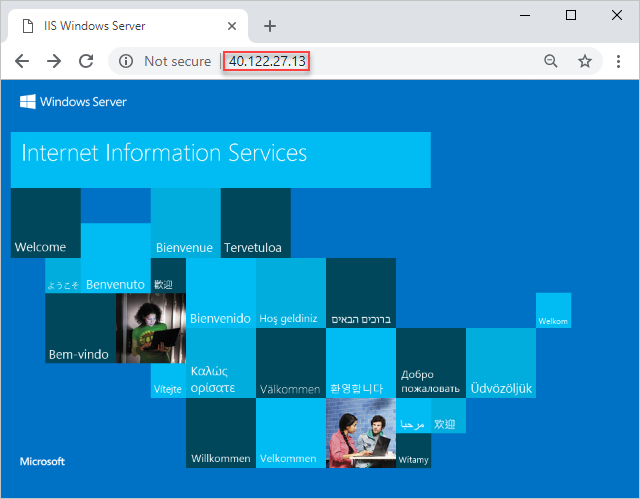 IIS Windows Server
Not secure
40.122.27.13
Windows Server
Internet Information Services
Welcome
Bienvenue
Tervetuloa
ようこそ
Benvenuto
歡迎
Bienvenido
Hoş geldiniz
ברוכים הבאים
Welkom
Bem-vindo
Vítejte
Καλώς
ορίσατε
Välkommen
환영합니다
Добро
пожаловать
Üdvözöljük
Willkommen
Velkommen
مرحبا
欢迎
Witamy
Microsoft